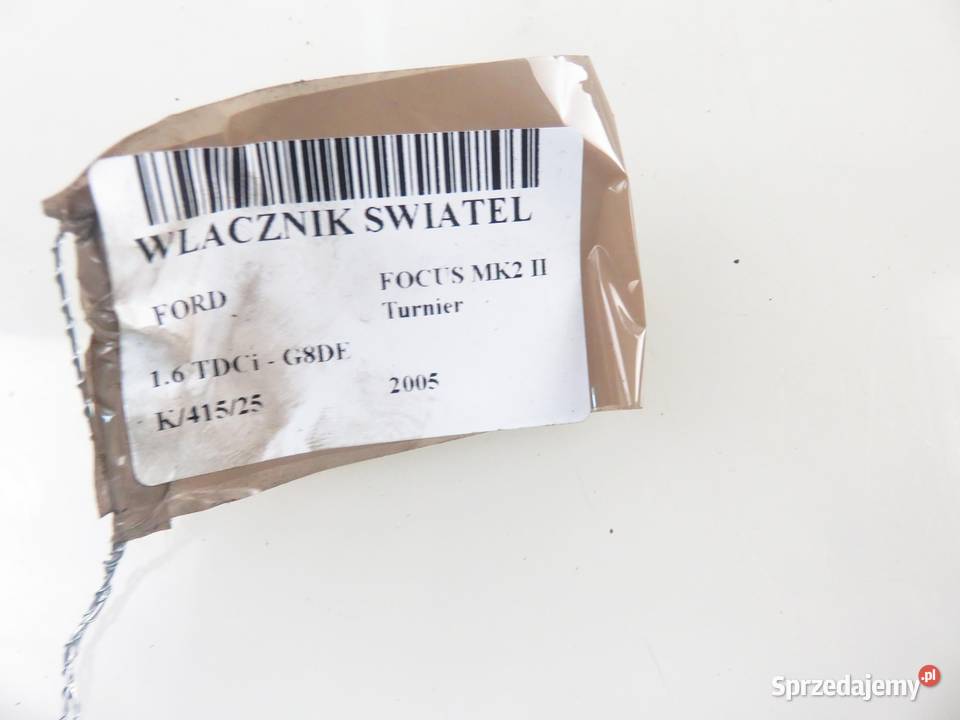 WLACZNIK SWIATEL
FORD
FOCUS MK2 II
Turnier
1.6 TDCi - G8DE
2005
K/415/25
Sprzedajemy.pl